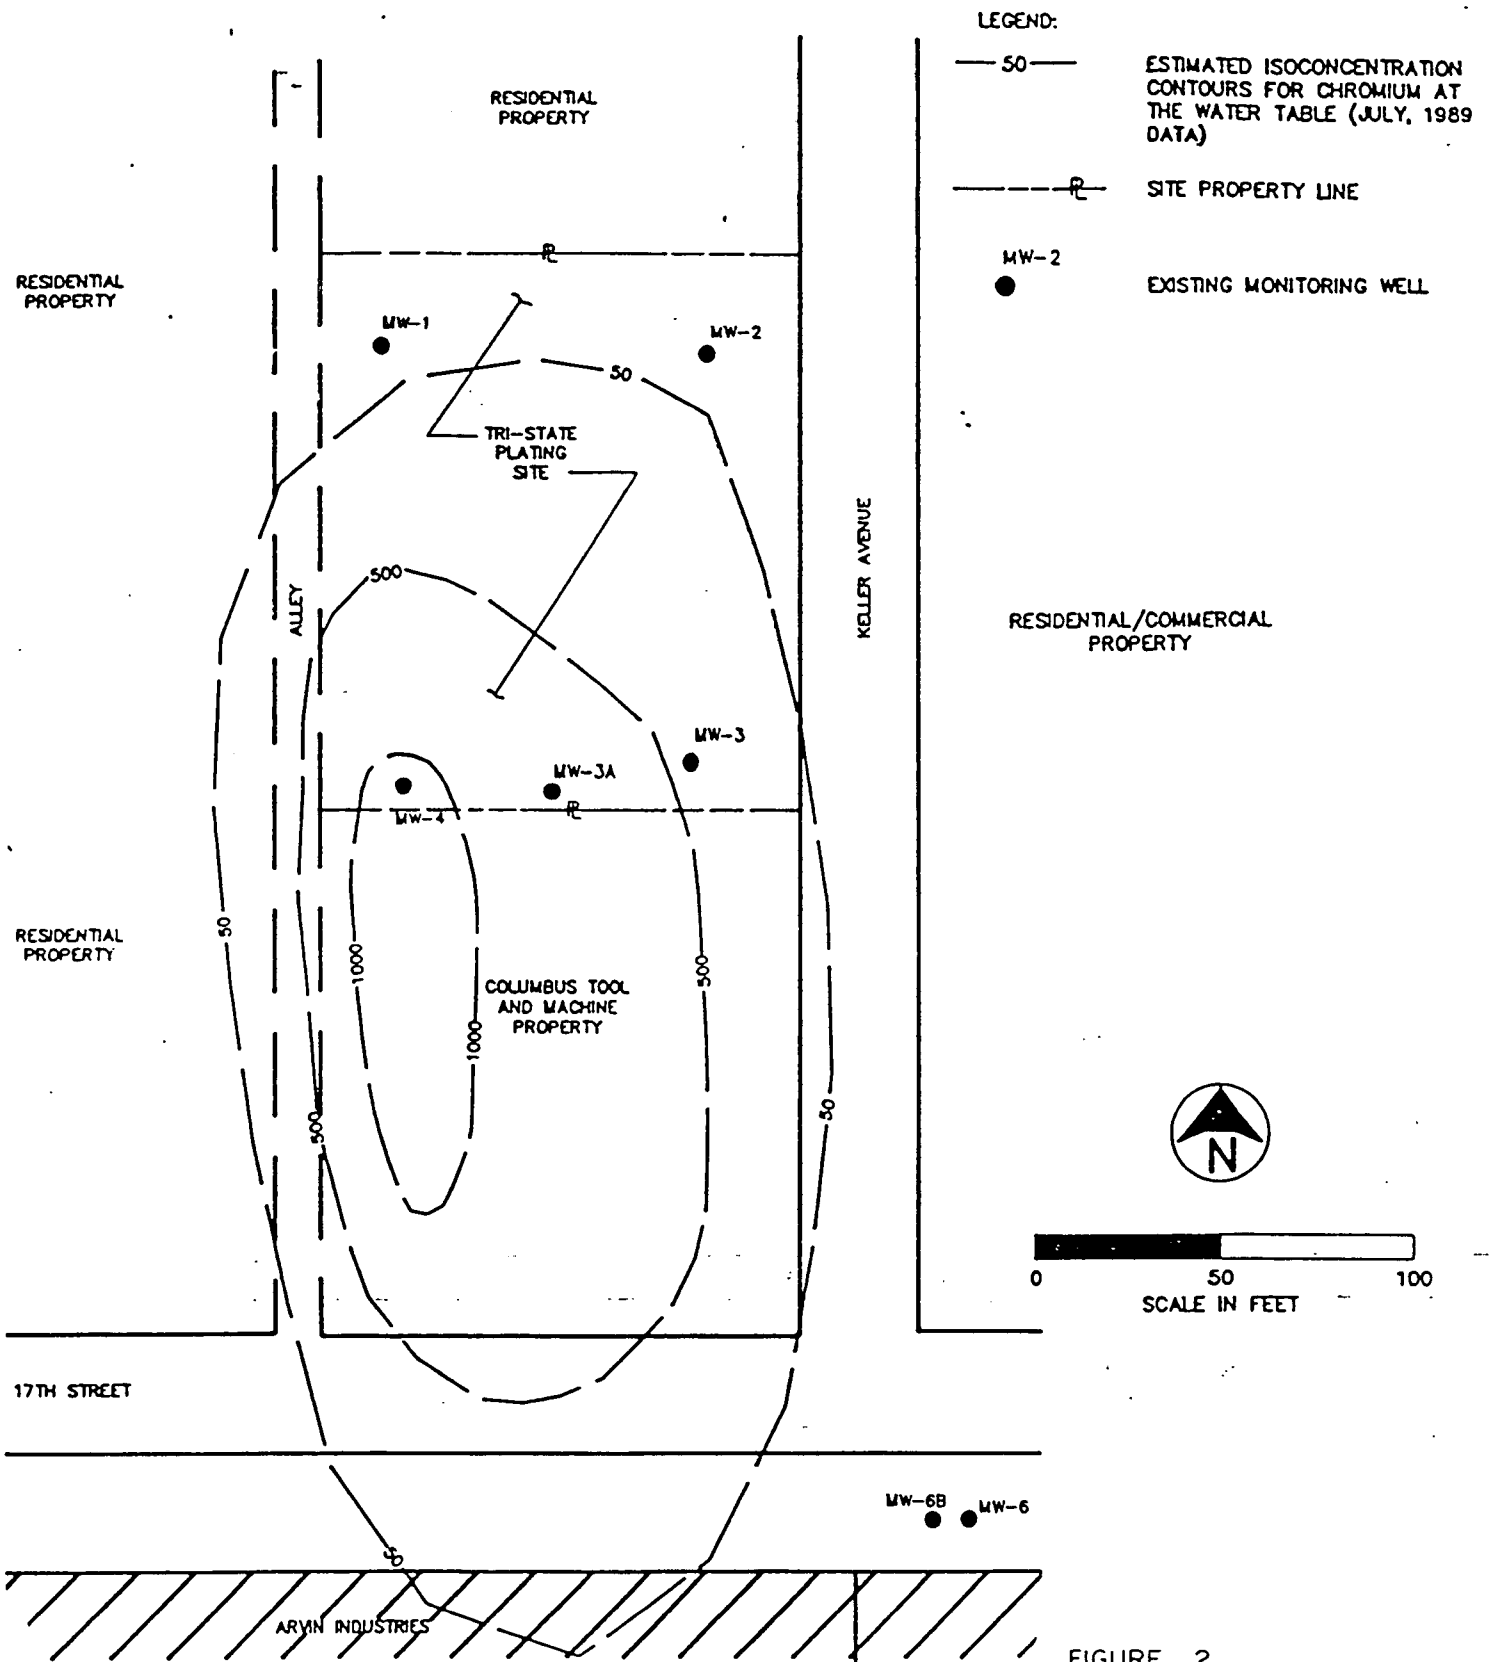 LEGEND:
50
ESTIMATED ISOCONCENTRATION
CONTOURS FOR CHROMIUM AT
THE WATER TABLE (JULY, 1989
DATA)
PL
SITE PROPERTY LINE
MW-2
EXISTING MONITORING WELL
RESIDENTIAL
PROPERTY
PL
RESIDENTIAL
PROPERTY
MW-1
MW-2
50
TRI-STATE
PLATING
SITE
KELLER AVENUE
500
ALLEY
RESIDENTIAL/COMMERCIAL
PROPERTY
MW-3
MW-3A
PL
MW-4
50
RESIDENTIAL
PROPERTY
1000
500
COLUMBUS TOOL
AND MACHINE
PROPERTY
1000
50
500
N
0 50 100
SCALE IN FEET
17TH STREET
MW-6B
MW-6
50
ARVIN INDUSTRIES
FIGURE 2